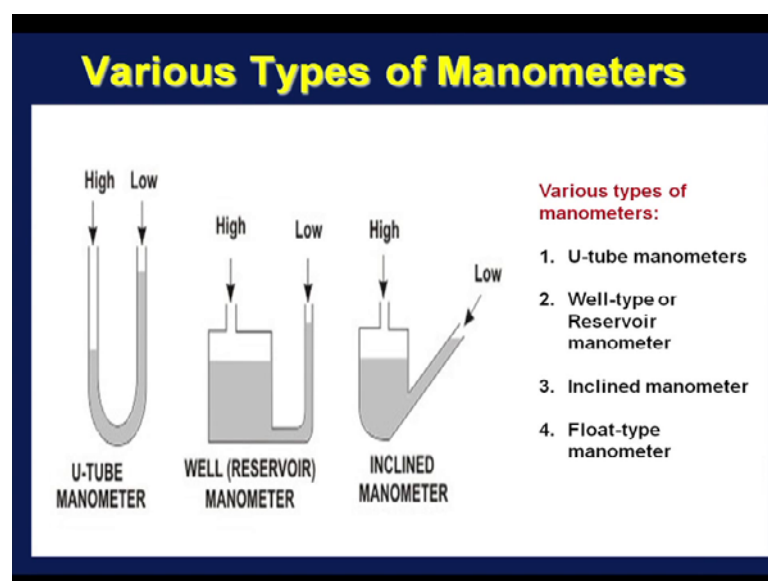 Various Types of Manometers
High Low
High Low
High
Low
U-TUBE
MANOMETER
WELL (RESERVOIR)
MANOMETER
INCLINED
MANOMETER
Various types of
manometers:
1. U-tube manometers
2. Well-type or
Reservoir
manometer
3. Inclined manometer
4. Float-type
manometer